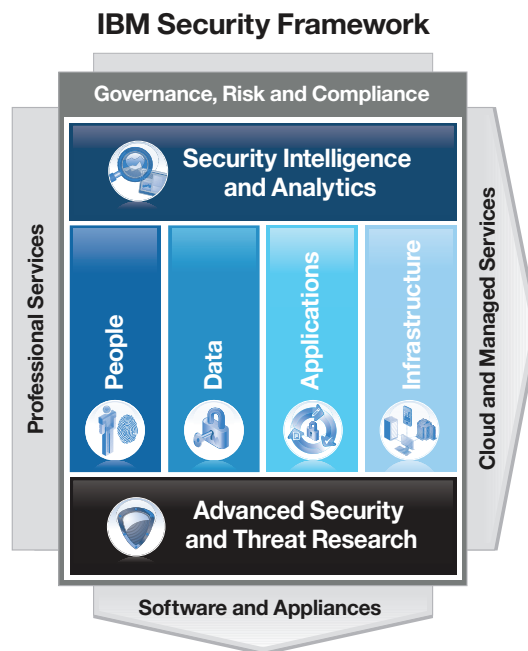 IBM Security Framework
Governance, Risk and Compliance
Security Intelligence
and Analytics
Professional Services
People
Data
Applications
Infrastructure
Cloud and Managed Services
Advanced Security
and Threat Research
Software and Appliances